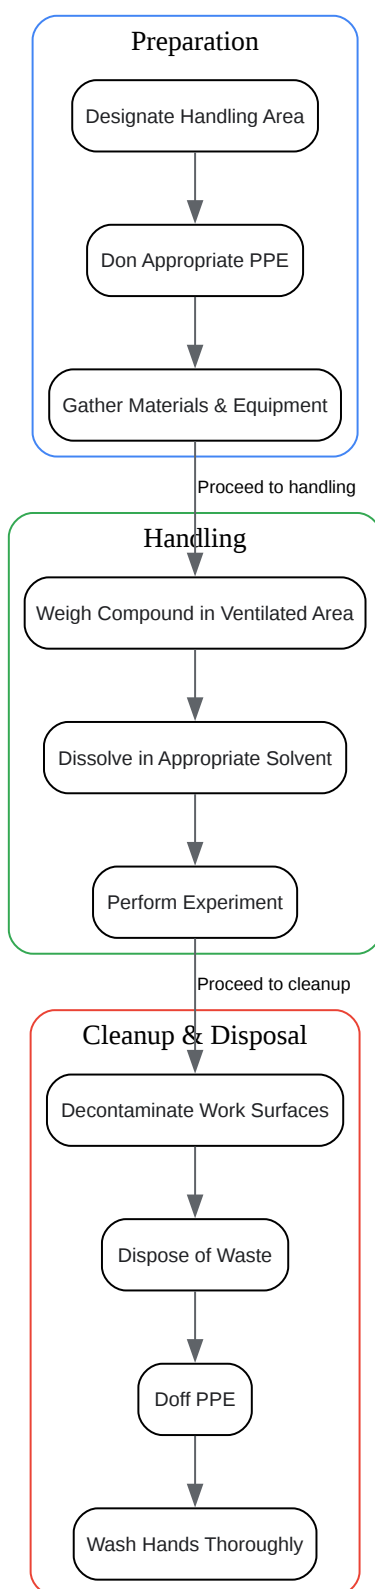 Preparation
Designate Handling Area
Don Appropriate PPE
Gather Materials & Equipment
Proceed to handling
Handling
Weigh Compound in Ventilated Area
Dissolve in Appropriate Solvent
Perform Experiment
Proceed to cleanup
Cleanup & Disposal
Decontaminate Work Surfaces
Dispose of Waste
Doff PPE
Wash Hands Thoroughly